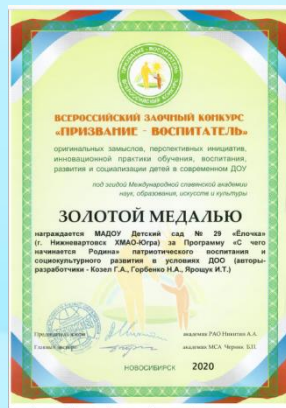 ВСЕРОССИЙСКИЙ ЗАОЧНЫЙ КОНКУРС
«ПРИЗВАНИЕ - ВОСПИТАТЕЛЬ»
оригинальных замыслов, перспективных инициатив,
инновационной практики обучения, воспитания,
развития и социализации детей в современном ДОУ
под эгидой Международной славянской академии
наук, образования, искусств и культуры
ЗОЛОТОЙ МЕДАЛЬЮ
награждается МАДОУ Детский сад № 29 «Ёлочка»
(г. Нижневартовск ХМАО-Югра) за Программу «С чего
начинается Родина» патриотического воспитания и
социокультурного развития в условиях ДОО (авторы-
разработчики - Козел Г.А., Горбенко Н.А., Ярощук И.Т.)
академик РАО
академик МСА Б.П.
НОВОСИБИРСК 2020